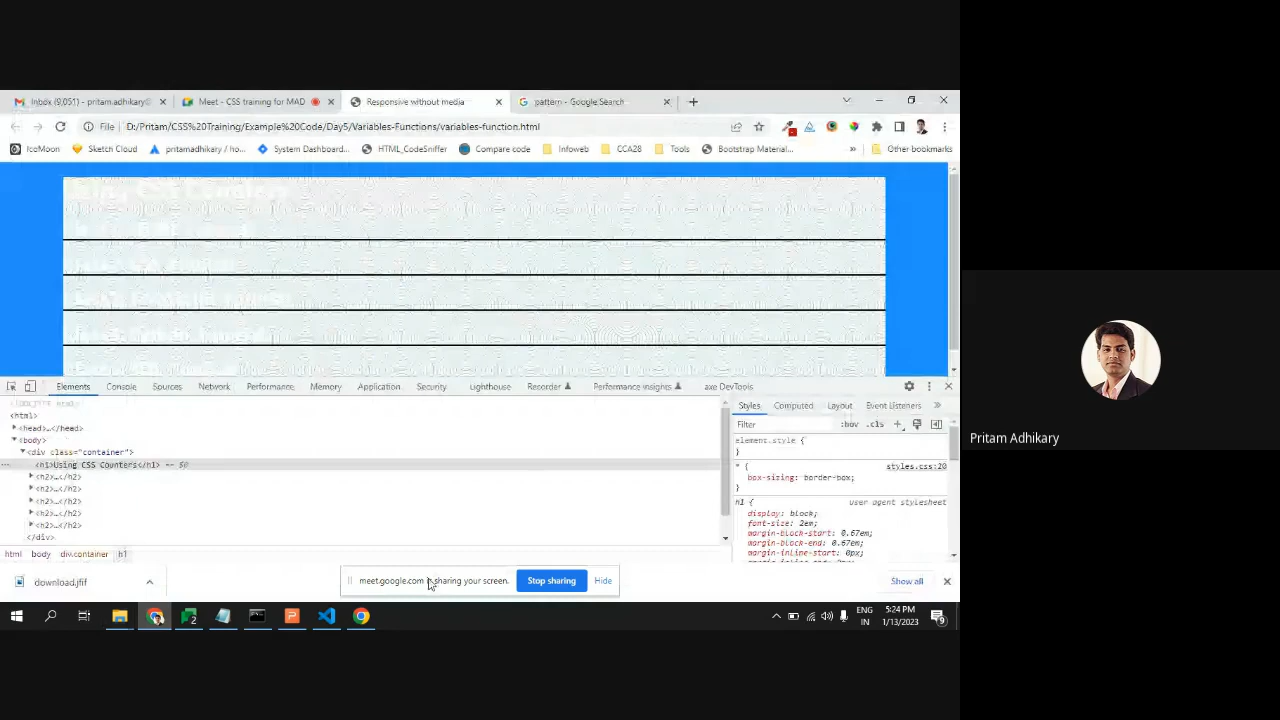 Inbox (9,051) - pritam.adhikary@
Meet - CSS training for MAD
Responsive without media
pattern - Google Search
File D:/Pritam/CSS%20Training/Example%20Code/Day5/Variables-Functions/variables-function.html
IcoMoon Sketch Cloud pritamadhikary / ho... System Dashboard... HTML_CodeSniffer Compare code Infoweb CCA28 Tools Bootstrap Material... » Other bookmarks
Using CSS Counters
Elements Console Sources Network Performance Memory Application Security Lighthouse Recorder Performance insights axe DevTools
<html>
<head>…</head>
<body>
<div class="container">
<h1>Using CSS Counters</h1> == $0
<h2>…</h2>
<h2>…</h2>
<h2>…</h2>
<h2>…</h2>
<h2>…</h2>
</div>
html body div.container h1
Styles Computed Layout Event Listeners »
Filter :hov .cls +
element.style {
}
* { styles.css:20
box-sizing: border-box;
}
h1 { user agent stylesheet
display: block;
font-size: 2em;
margin-block-start: 0.67em;
margin-block-end: 0.67em;
margin-inline-start: 0px;
download.jfif
meet.google.com is sharing your screen. Stop sharing Hide
Show all
ENG
IN
5:24 PM
1/13/2023
9
Pritam Adhikary